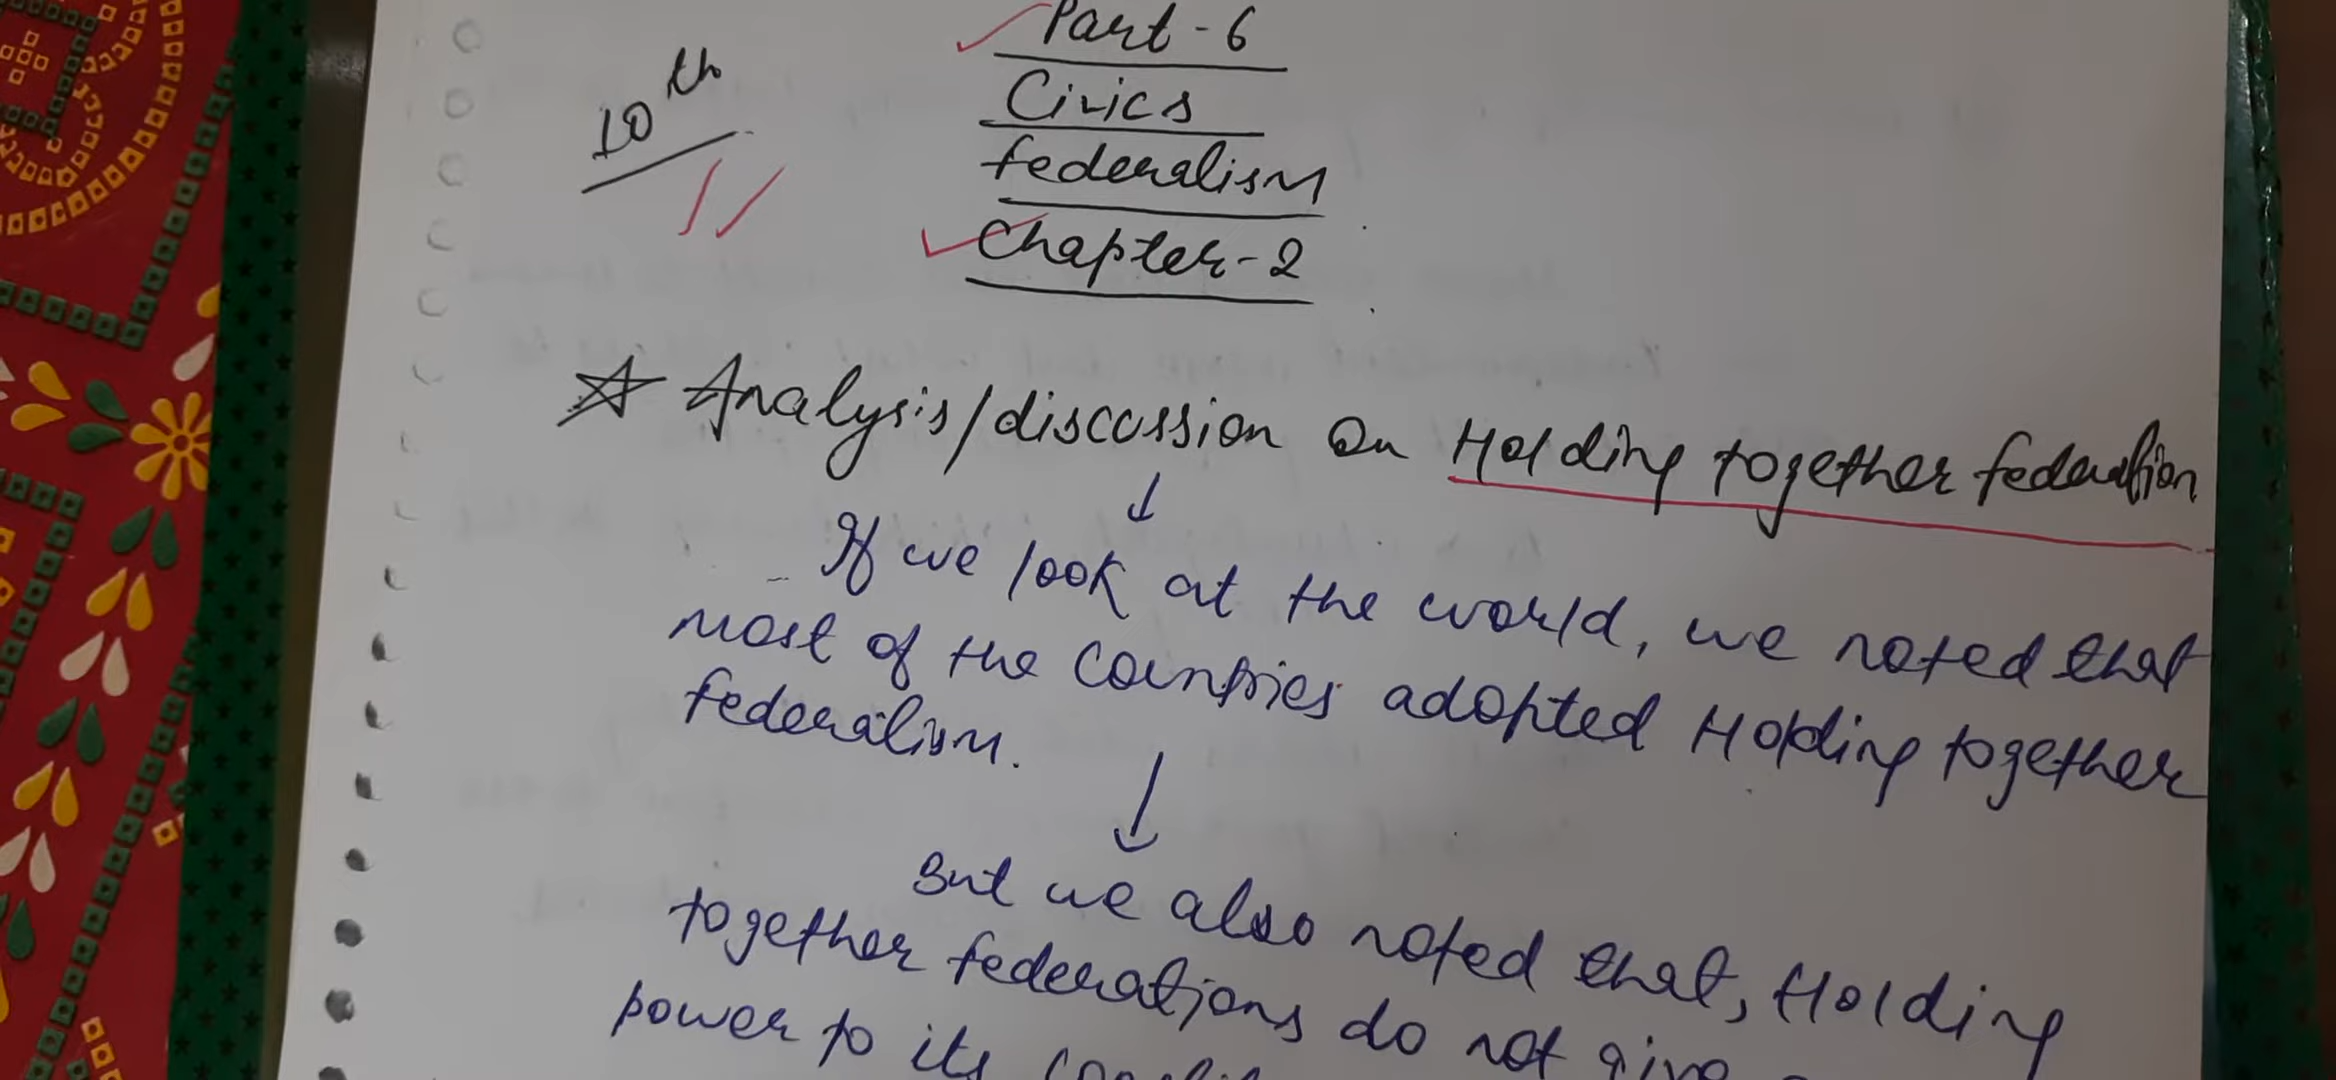 Part-6
10th
Civics
federalism
Chapter-2
Analysis/discussion on Holding together federation
If we look at the world, we noted that
most of the countries adopted Holding together
federalism.
But we also noted that, Holding
together federations do not give
power to its